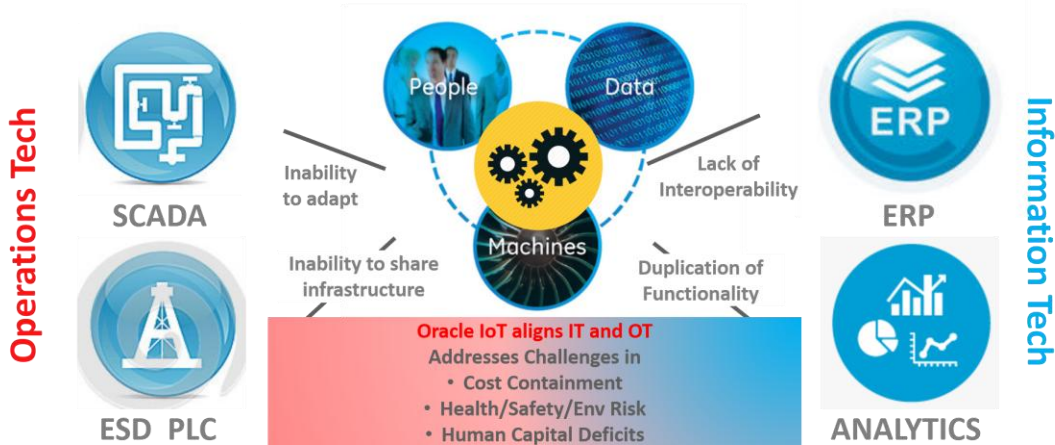 Operations Tech
SCADA
ESD PLC
People
Data
Machines
Inability
to adapt
Lack of
Interoperability
Inability to share
infrastructure
Duplication of
Functionality
Oracle IoT aligns IT and OT
Addresses Challenges in
• Cost Containment
• Health/Safety/Env Risk
• Human Capital Deficits
ERP
ERP
ANALYTICS
Information Tech